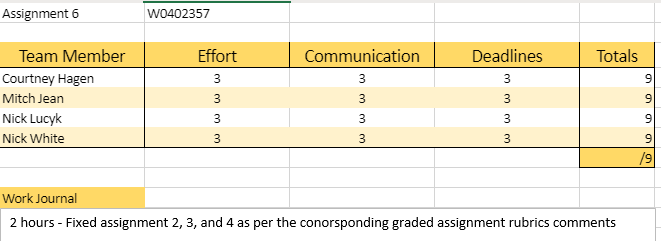 Assignment 6 W0402357
Team Member Effort Communication Deadlines Totals
Courtney Hagen 3 3 3 9
Mitch Jean 3 3 3 9
Nick Lucyk 3 3 3 9
Nick White 3 3 3 9
/9
Work Journal
2 hours - Fixed assignment 2, 3, and 4 as per the conorsponding graded assignment rubrics comments